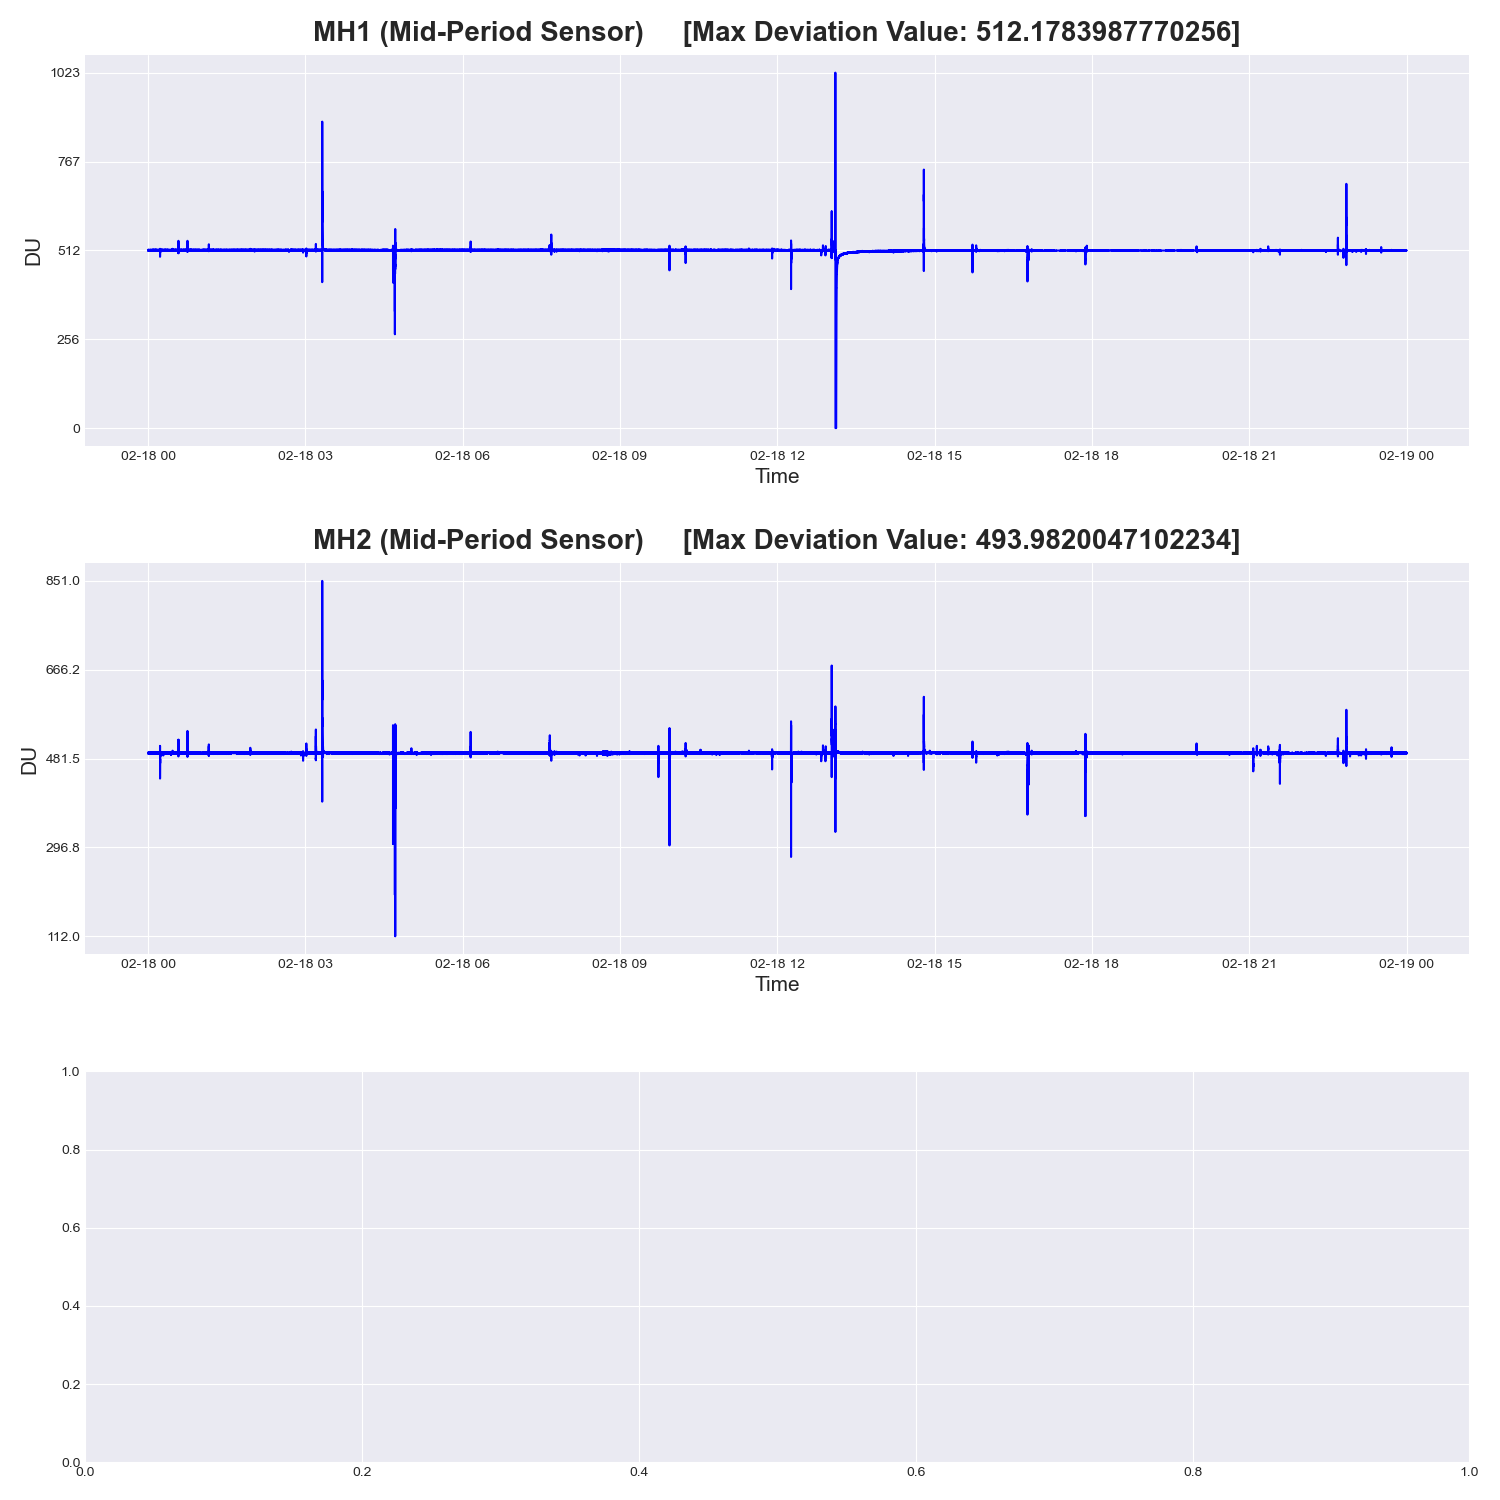 MH1 (Mid-Period Sensor) [Max Deviation Value: 512.1783987770256]
1023
767
512
256
0
DU
02-18 00 02-18 03 02-18 06 02-18 09 02-18 12 02-18 15 02-18 18 02-18 21 02-19 00
Time
MH2 (Mid-Period Sensor) [Max Deviation Value: 493.9820047102234]
851.0
666.2
481.5
296.8
112.0
DU
02-18 00 02-18 03 02-18 06 02-18 09 02-18 12 02-18 15 02-18 18 02-18 21 02-19 00
Time
1.0
0.8
0.6
0.4
0.2
0.0
0.0 0.2 0.4 0.6 0.8 1.0